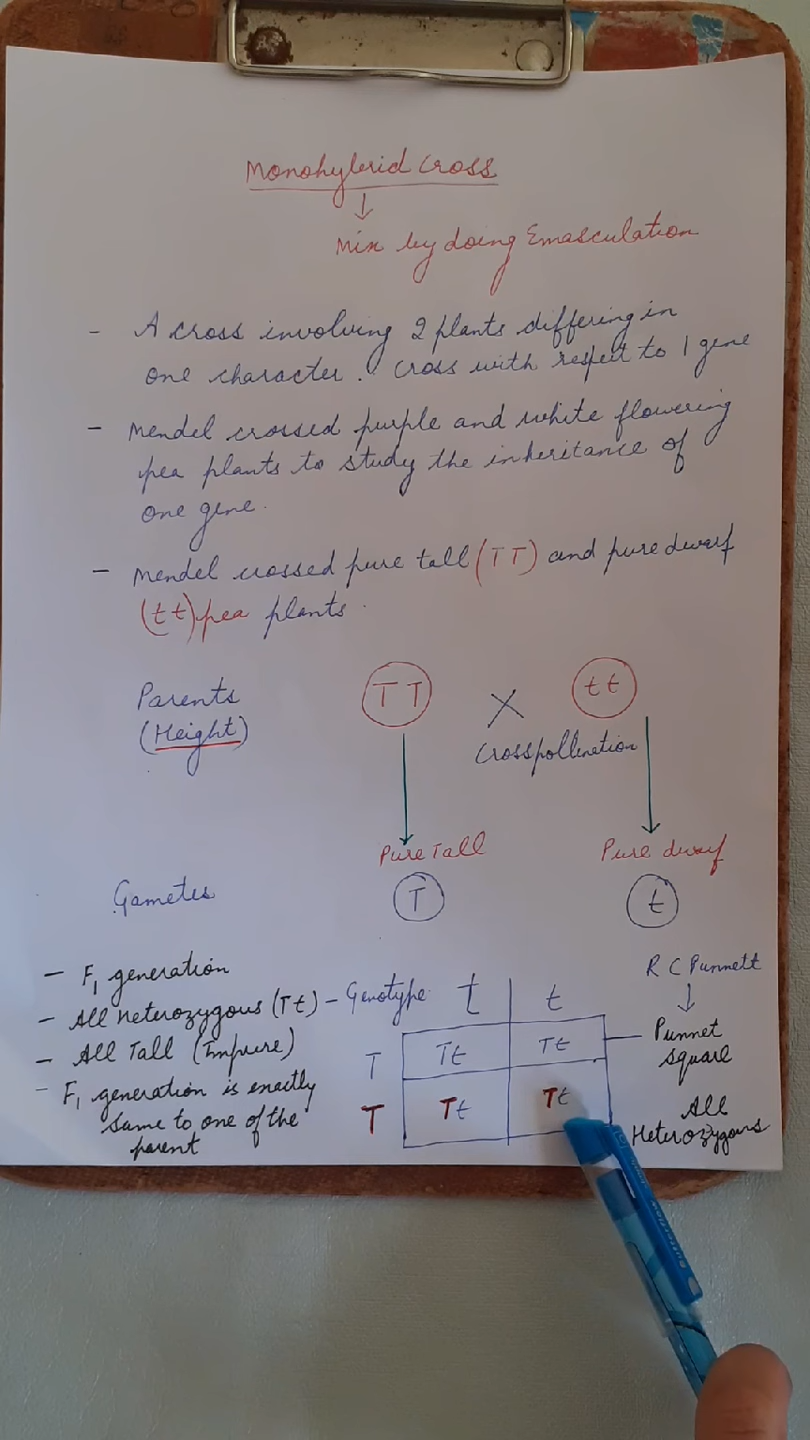 Monohybrid Cross
↓
Mix by doing Emasculation
- A cross involving 2 plants differing in
one character. Cross with respect to 1 gene
- Mendel crossed purple and white flowering
pea plants to study the inheritance of
one gene.
- Mendel crossed pure tall (TT) and pure dwarf
(tt) pea plants.
Parents
(Height)
TT X tt
Crosspollination
Pure Tall
Pure dwarf
Gametes
T
t
- F1 generation
- All Heterozygous (Tt) - Genotype
- All Tall (Impure)
- F1 generation is exactly
same to one of the
parent
t t
T Tt Tt
T Tt Tt
R C Punnett
↓
Punnet
square
All
Heterozygous